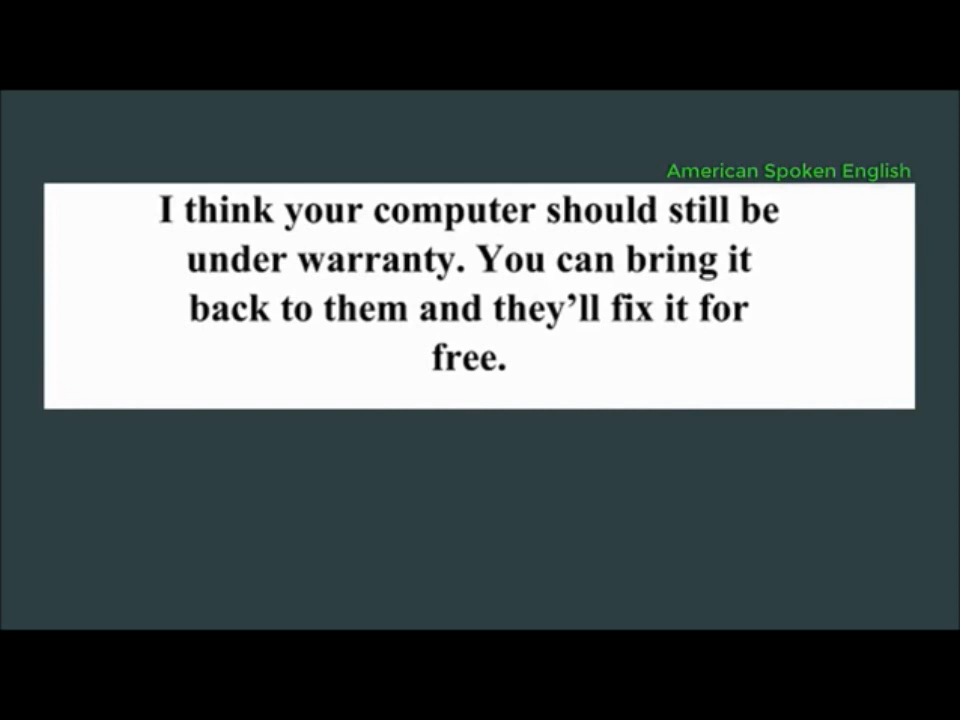 American Spoken English
I think your computer should still be
under warranty. You can bring it
back to them and they’ll fix it for
free.